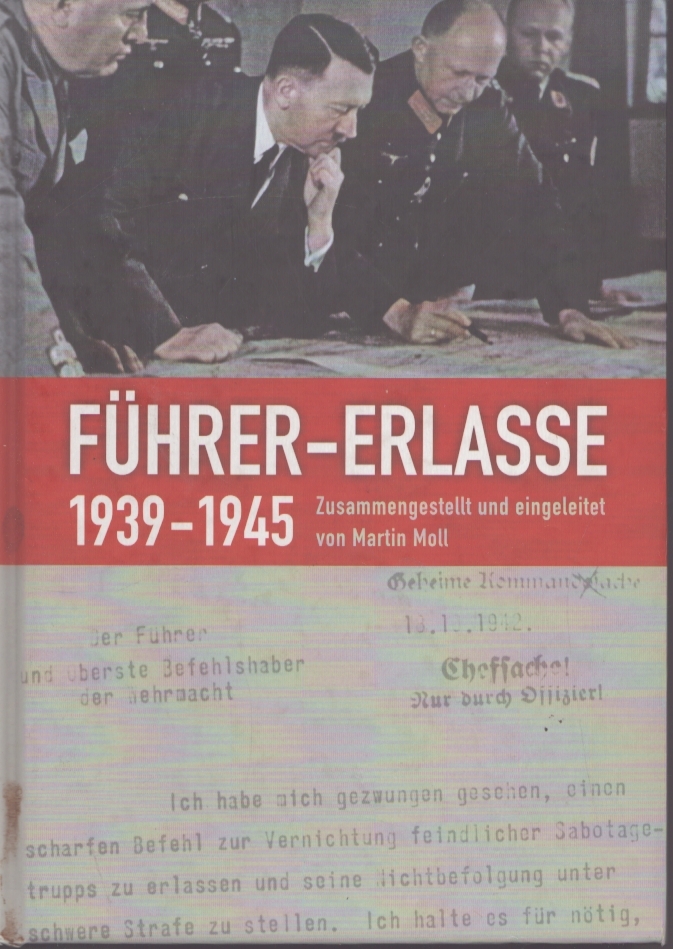 FÜHRER-ERLASSE
1939-1945
Zusammengestellt und eingeleitet
von Martin Moll
Geheime Kommandosache
18.10.1942.
Der Führer
und Oberste Befehlshaber
der Wehrmacht
Chefsache!
Nur durch Offizier!
Ich habe mich gezwungen gesehen, einen
scharfen Befehl zur Vernichtung feindlicher Sabotage-
trupps zu erlassen und seine Nichtbefolgung unter
schwere Strafe zu stellen. Ich halte es für nötig,